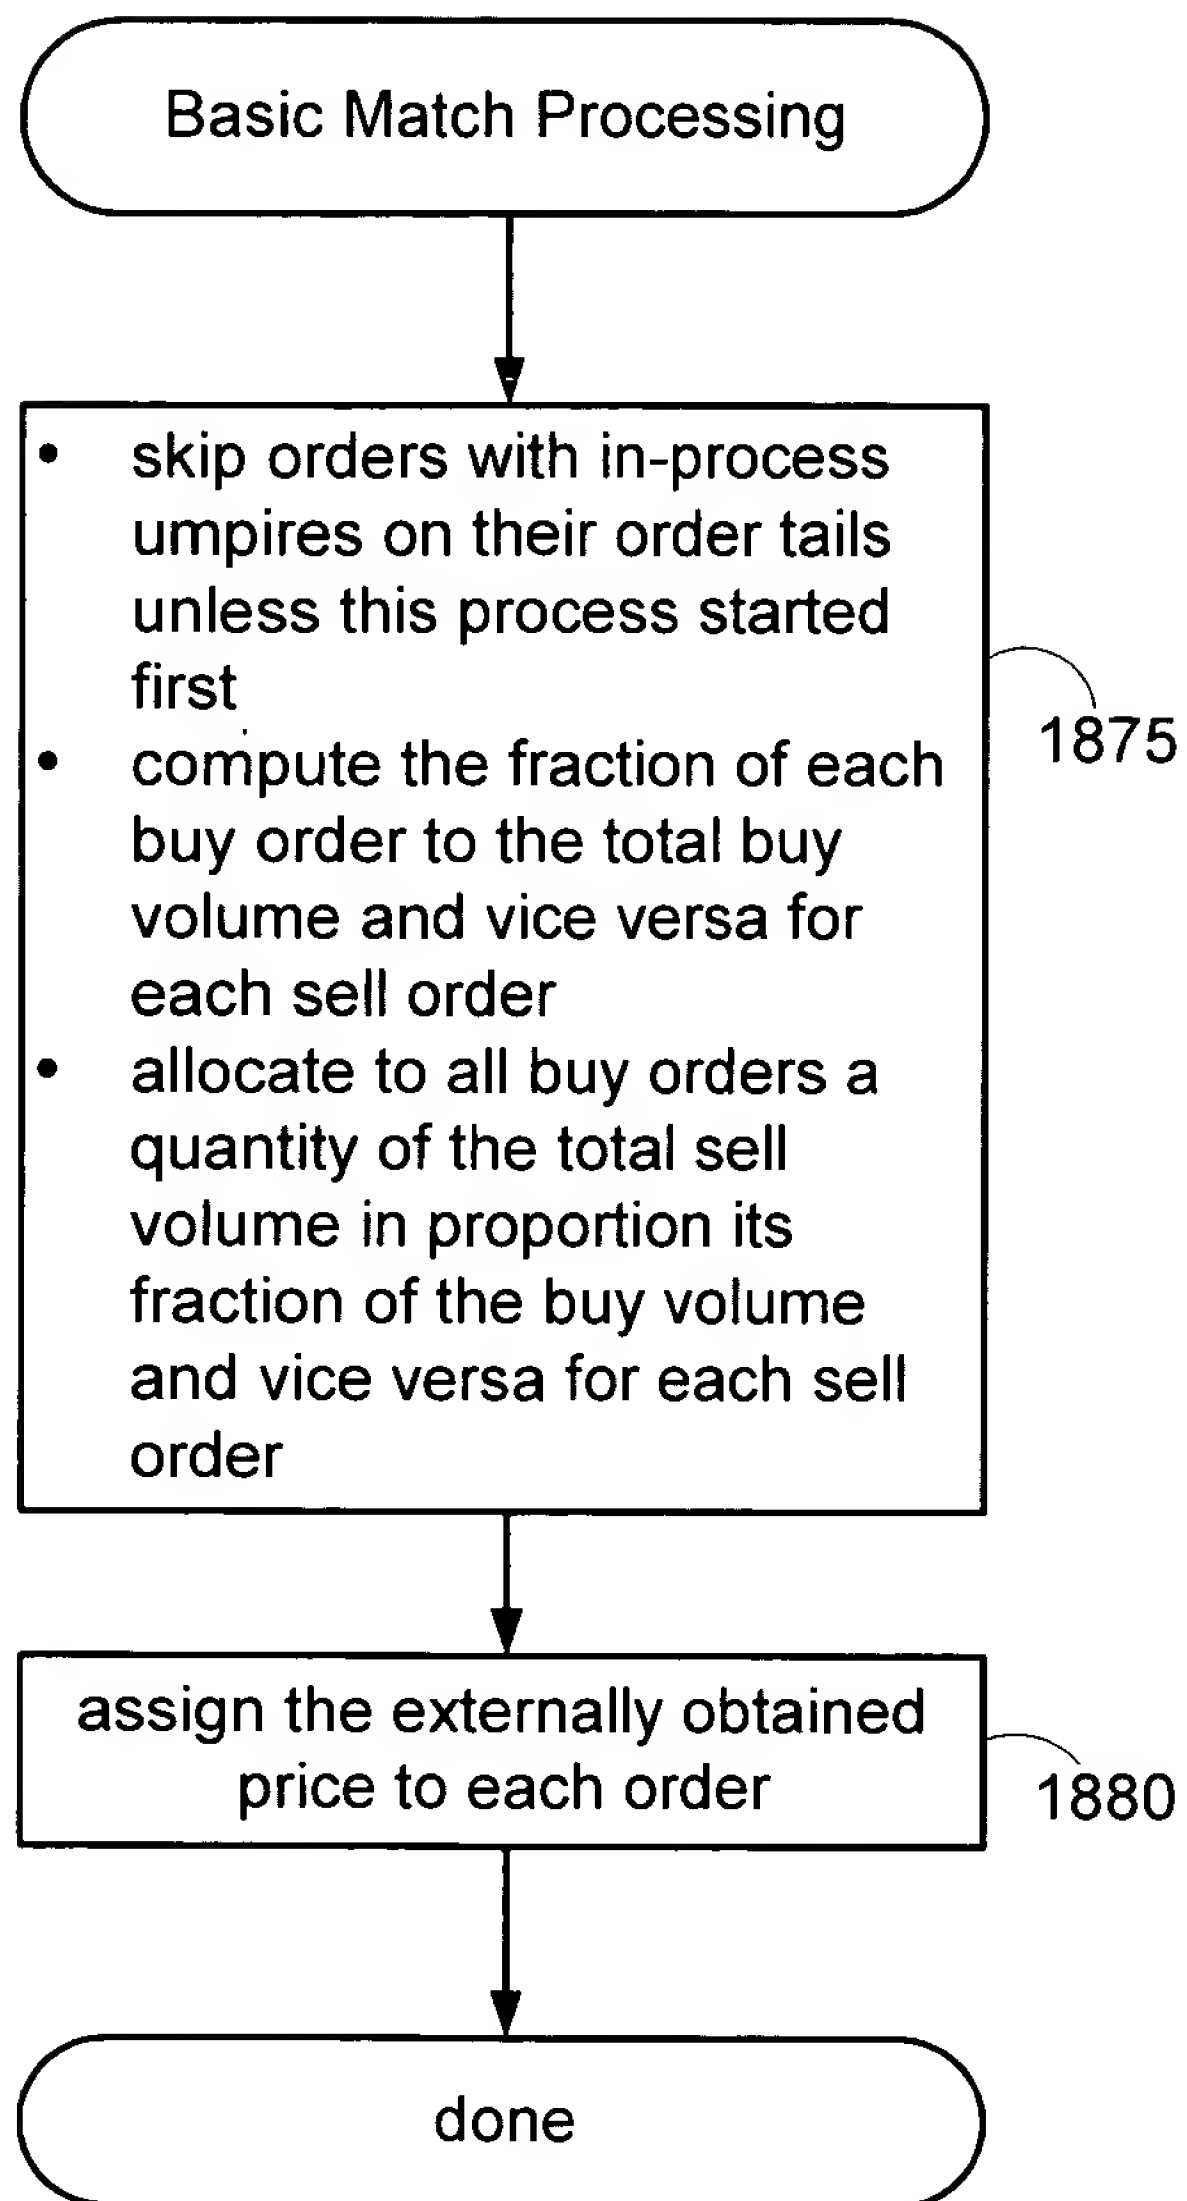 Basic Match Processing
• skip orders with in-process
umpires on their order tails
unless this process started
first
1875
• compute the fraction of each
buy order to the total buy
volume and vice versa for
each sell order
• allocate to all buy orders a
quantity of the total sell
volume in proportion its
fraction of the buy volume
and vice versa for each sell
order
assign the externally obtained
price to each order
1880
done